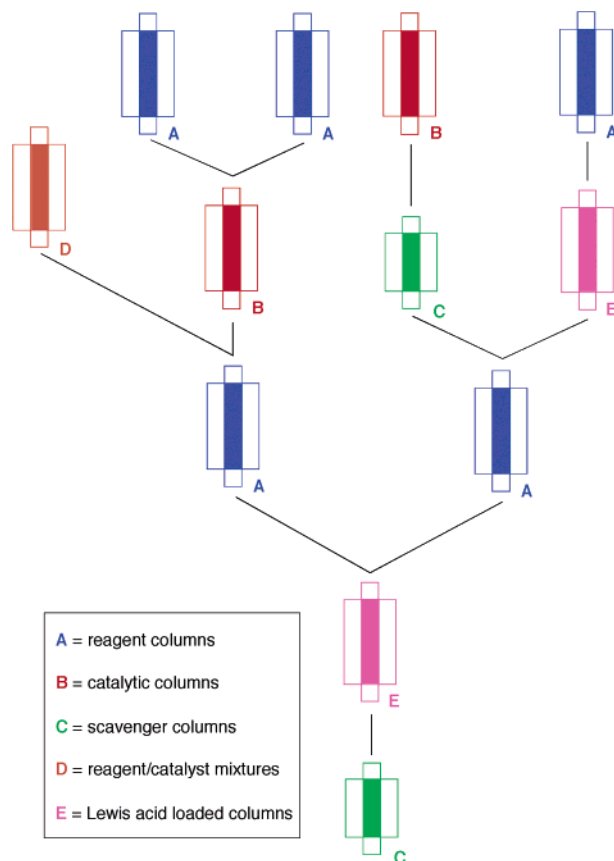 A
A
B
A
D
B
C
E
A
A
E
C
A = reagent columns
B = catalytic columns
C = scavenger columns
D = reagent/catalyst mixtures
E = Lewis acid loaded columns